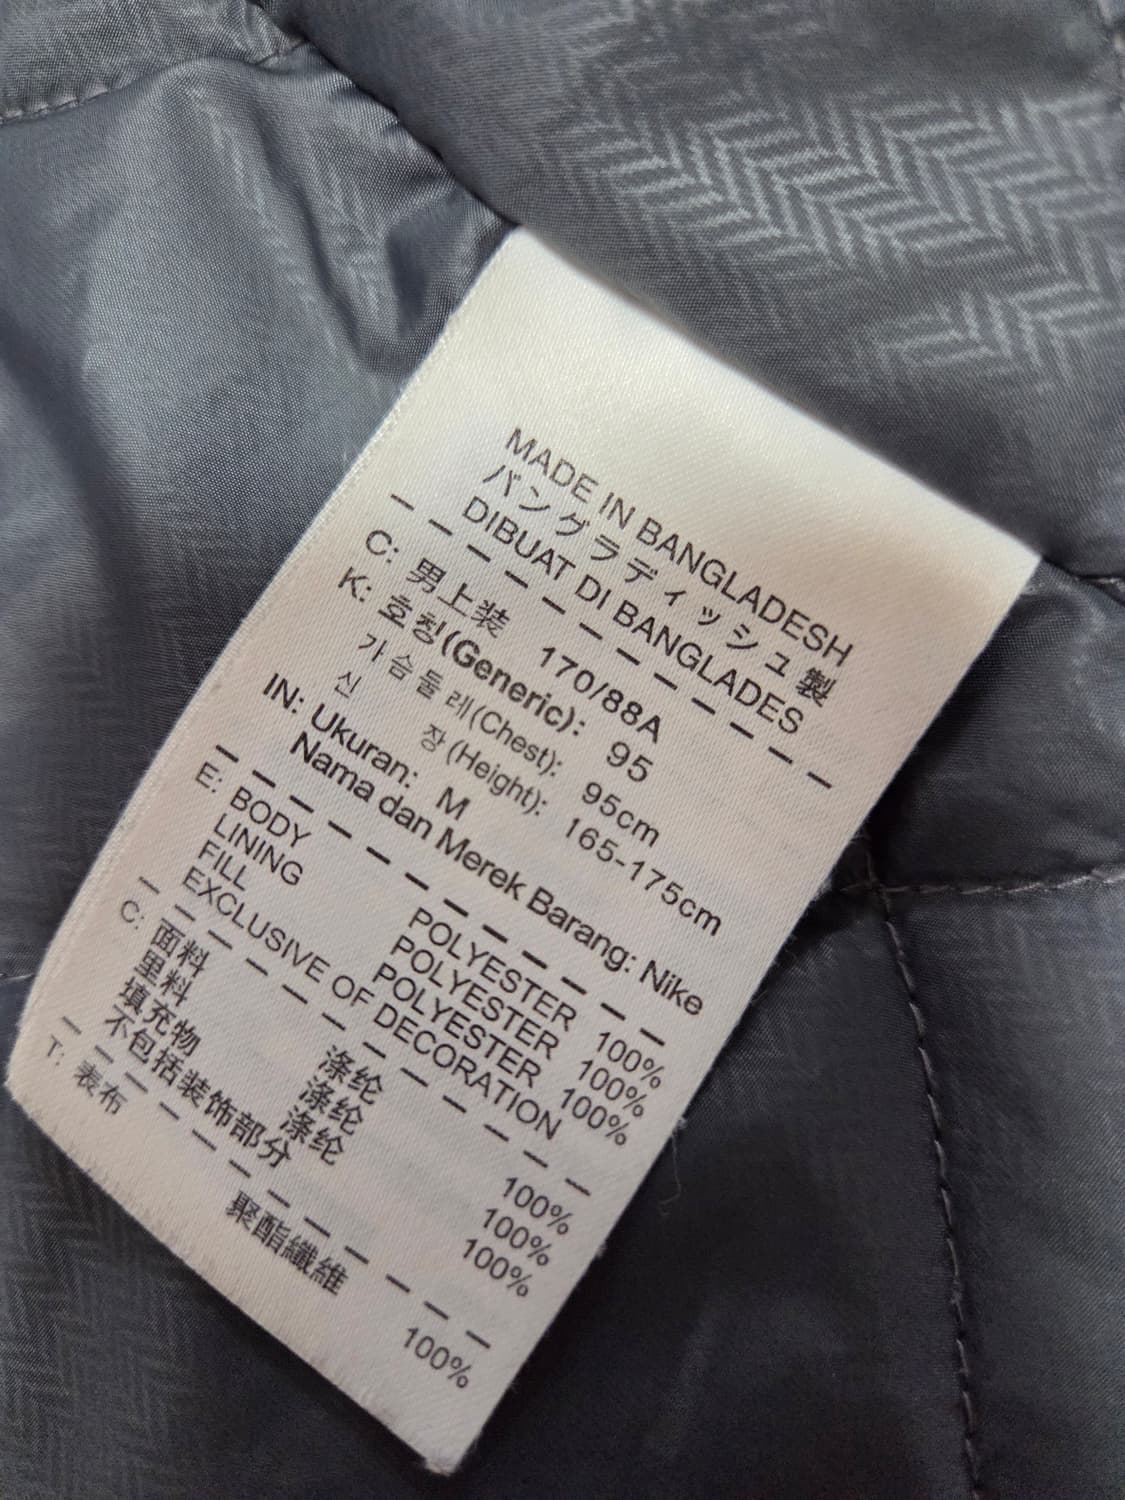 MADE IN BANGLADESH
バングラディッシュ製
DIBUAT DI BANGLADES
C: 男上装 170/88A
K: 호칭(Generic): 95
가슴둘레(Chest): 95cm
신 장(Height): 165-175cm
IN: Ukuran: M
Nama dan Merek Barang: Nike
E: BODY POLYESTER 100%
LINING POLYESTER 100%
FILL POLYESTER 100%
EXCLUSIVE OF DECORATION
C: 面料 涤纶 100%
里料 涤纶 100%
填充物 涤纶 100%
不包括装饰部分
T: 表布 聚酯纖維 100%